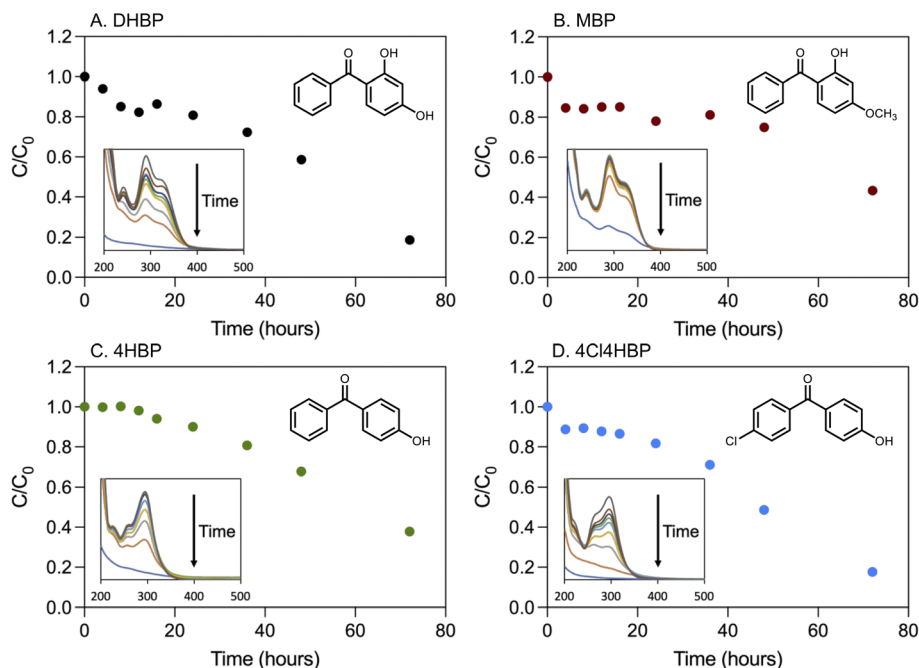 A. DHBP
1.2
1.0
0.8
0.6
0.4
0.2
0.0
C/C0
O
OH
OH
Time
200 300 400 500
0 20 40 60 80
Time (hours)
B. MBP
1.2
1.0
0.8
0.6
0.4
0.2
0.0
C/C0
O
OH
OCH3
Time
200 300 400 500
0 20 40 60 80
Time (hours)
C. 4HBP
1.2
1.0
0.8
0.6
0.4
0.2
0.0
C/C0
O
OH
Time
200 300 400 500
0 20 40 60 80
Time (hours)
D. 4Cl4HBP
1.2
1.0
0.8
0.6
0.4
0.2
0.0
C/C0
O
Cl
OH
Time
200 300 400 500
0 20 40 60 80
Time (hours)